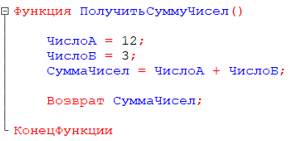 Функция ПолучитьСуммуЧисел()
ЧислоА = 12;
ЧислоБ = 3;
СуммаЧисел = ЧислоА + ЧислоБ;
Возврат СуммаЧисел;
КонецФункции